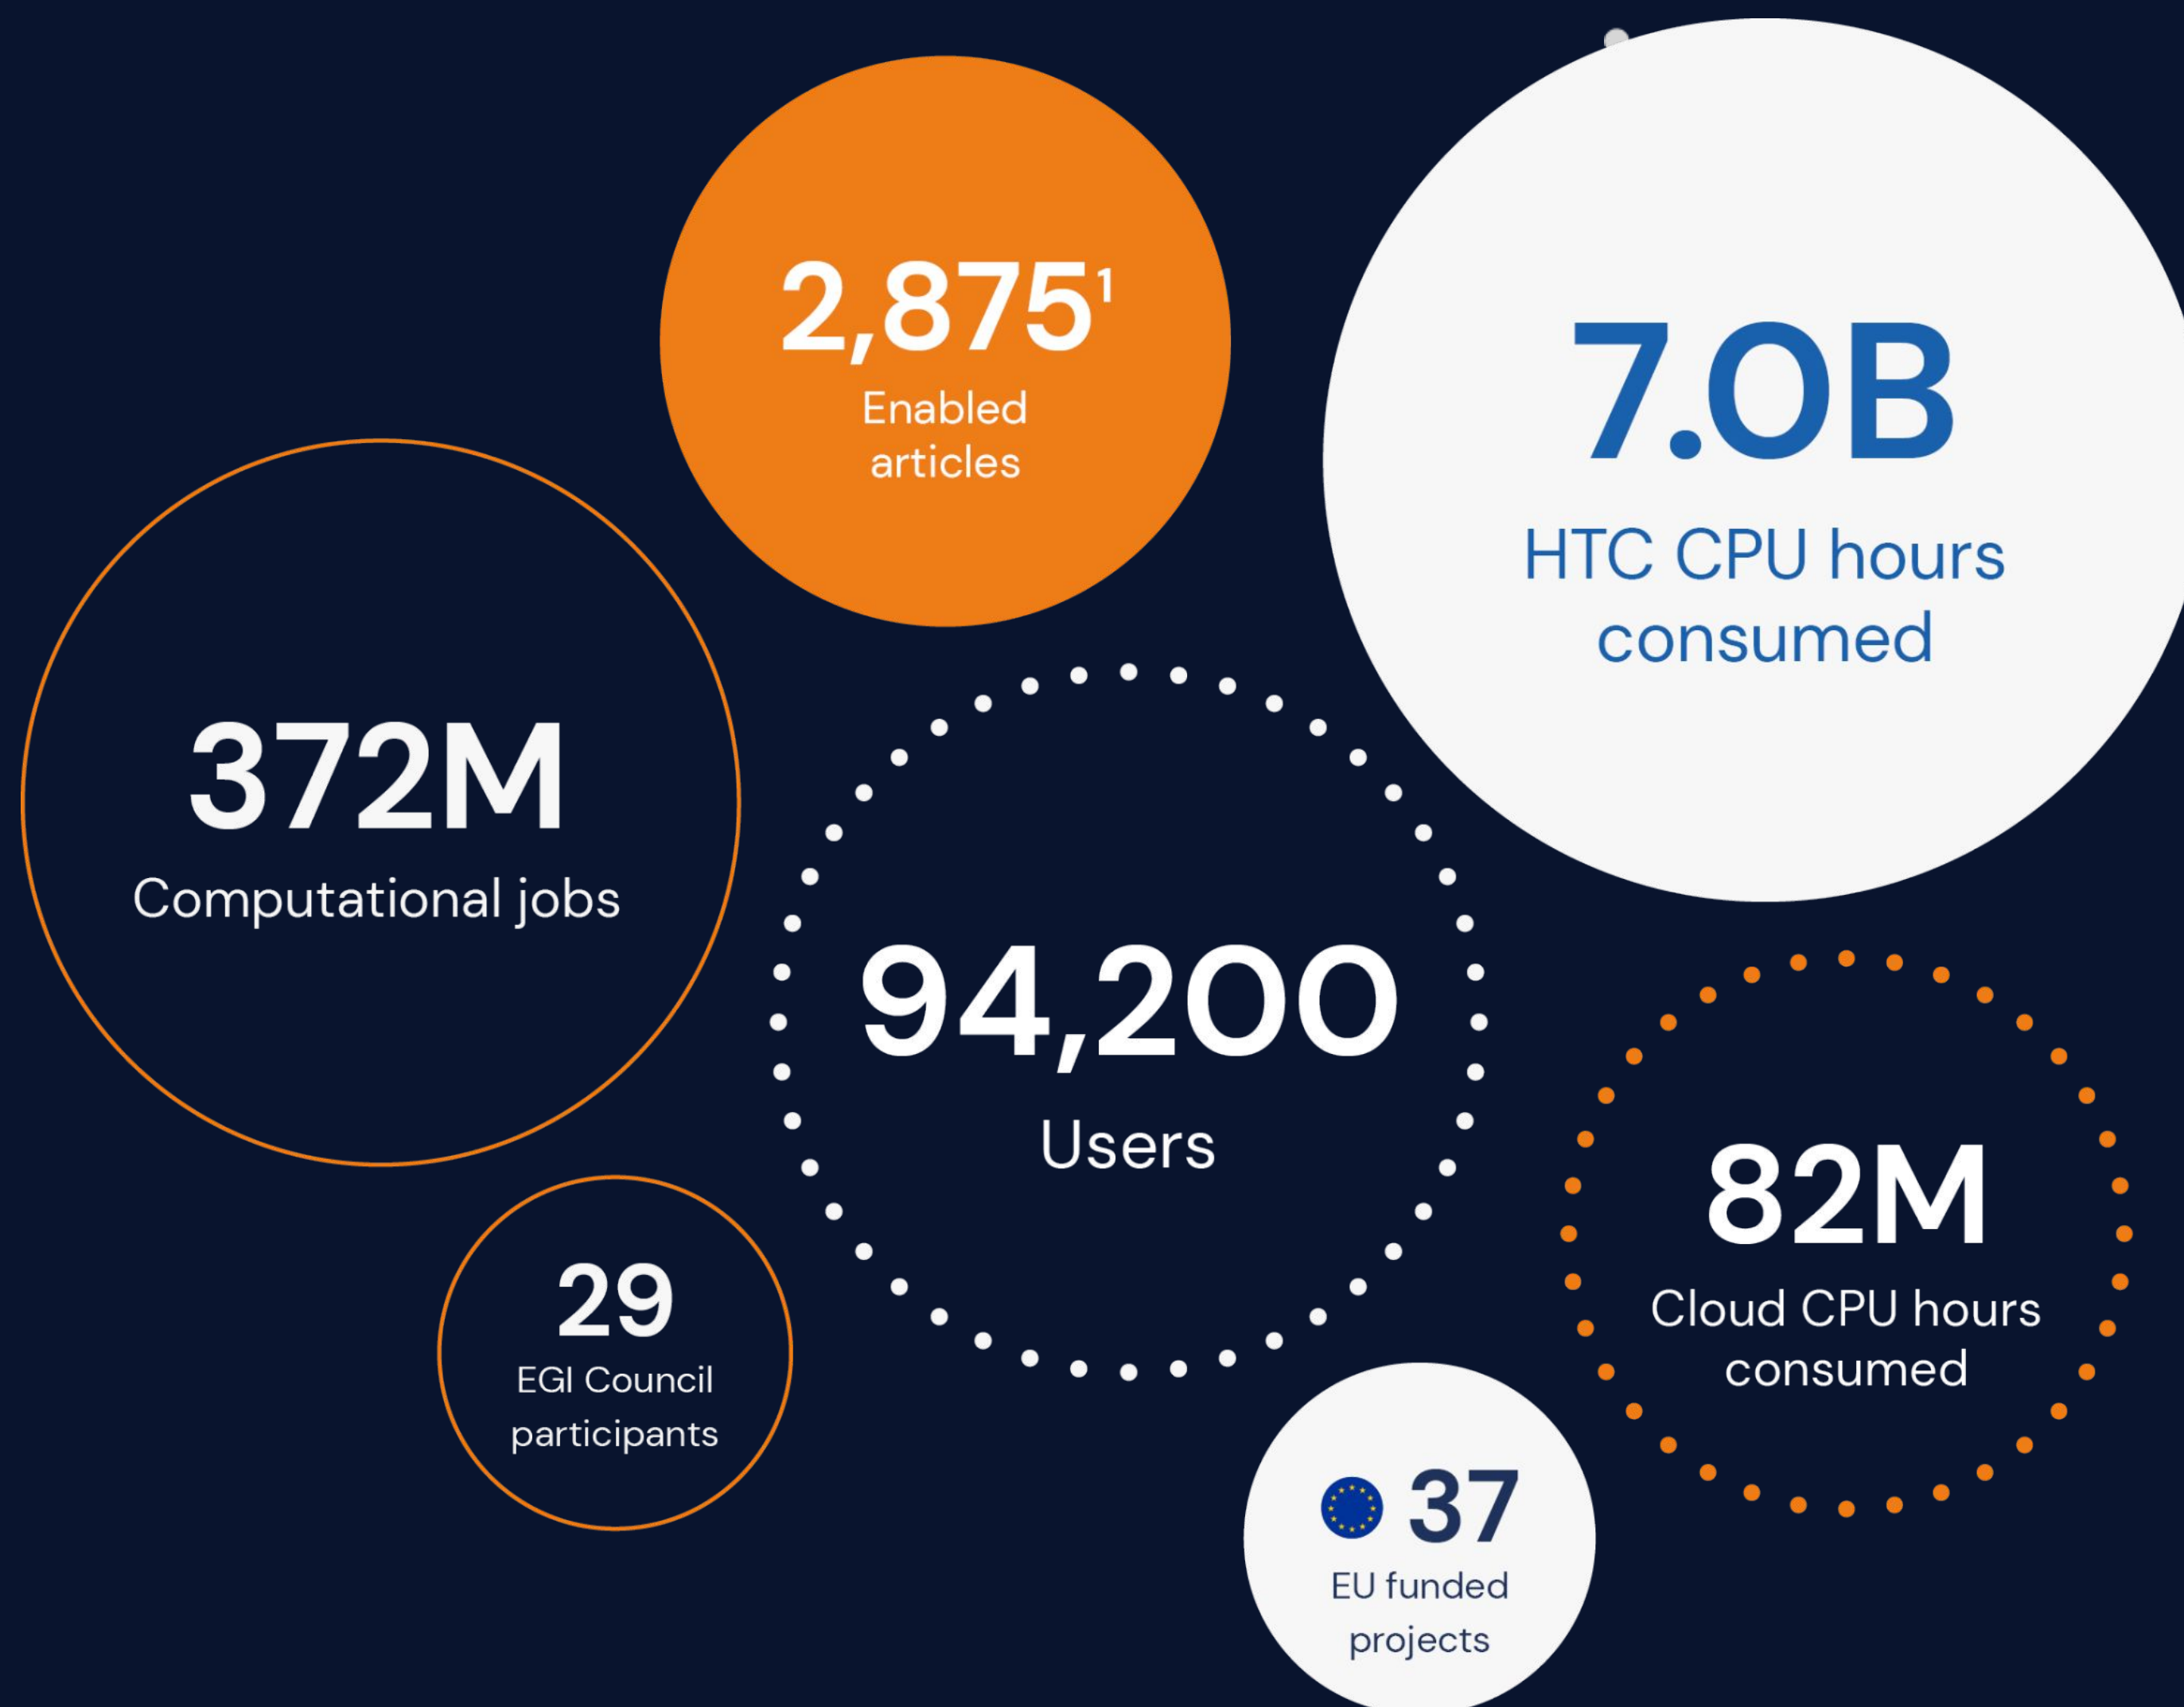 2,875¹
Enabled
articles
7.0B
HTC CPU hours
consumed
372M
Computational jobs
94,200
Users
82M
Cloud CPU hours
consumed
29
EGI Council
participants
37
EU funded
projects